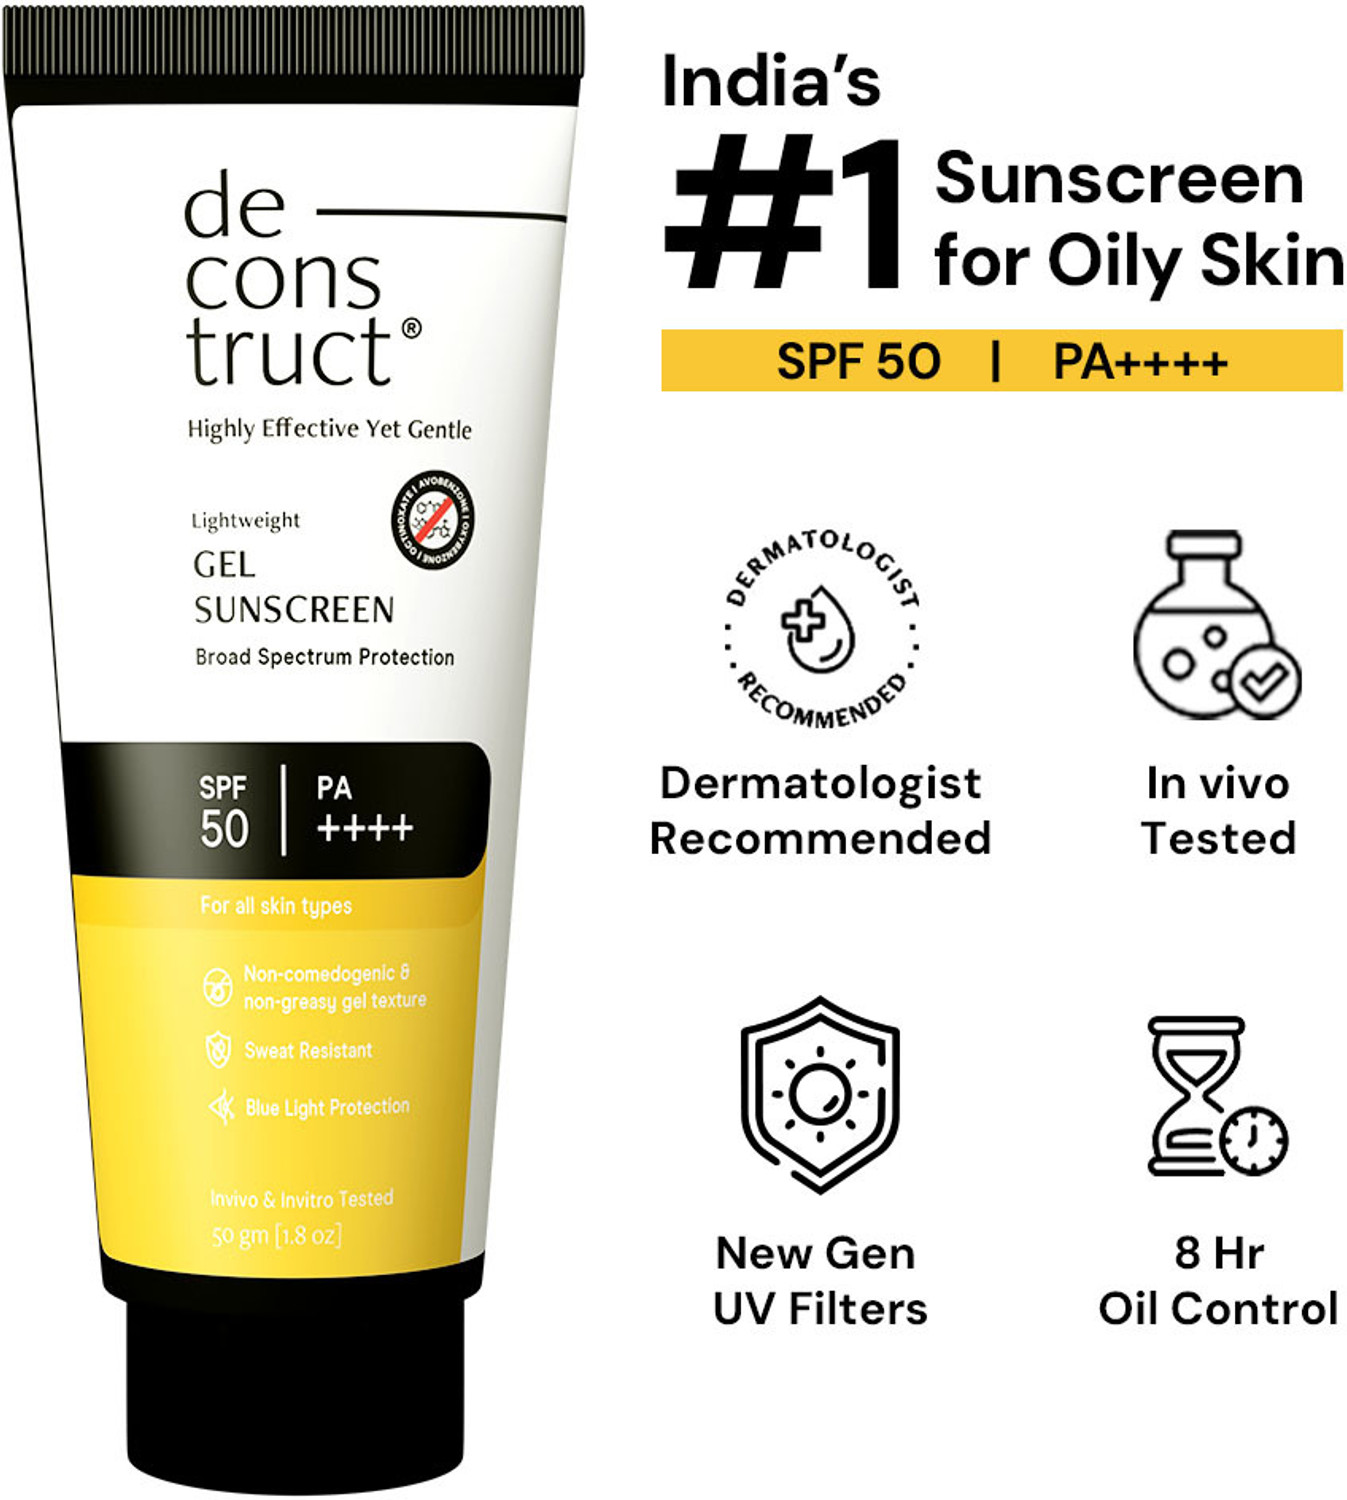 de
cons
truct®
Highly Effective Yet Gentle
OCTINOXATE | AVOBENZONE | OXYBENZONE |
Lightweight
GEL
SUNSCREEN
Broad Spectrum Protection
SPF
50
PA
++++
For all skin types
Non-comedogenic &
non-greasy gel texture
Sweat Resistant
Blue Light Protection
Invivo & Invitro Tested
50 gm [1.8 oz]
India's
#1 Sunscreen
for Oily Skin
SPF 50 | PA++++
DERMATOLOGIST
RECOMMENDED
Dermatologist
Recommended
In vivo
Tested
New Gen
UV Filters
8 Hr
Oil Control